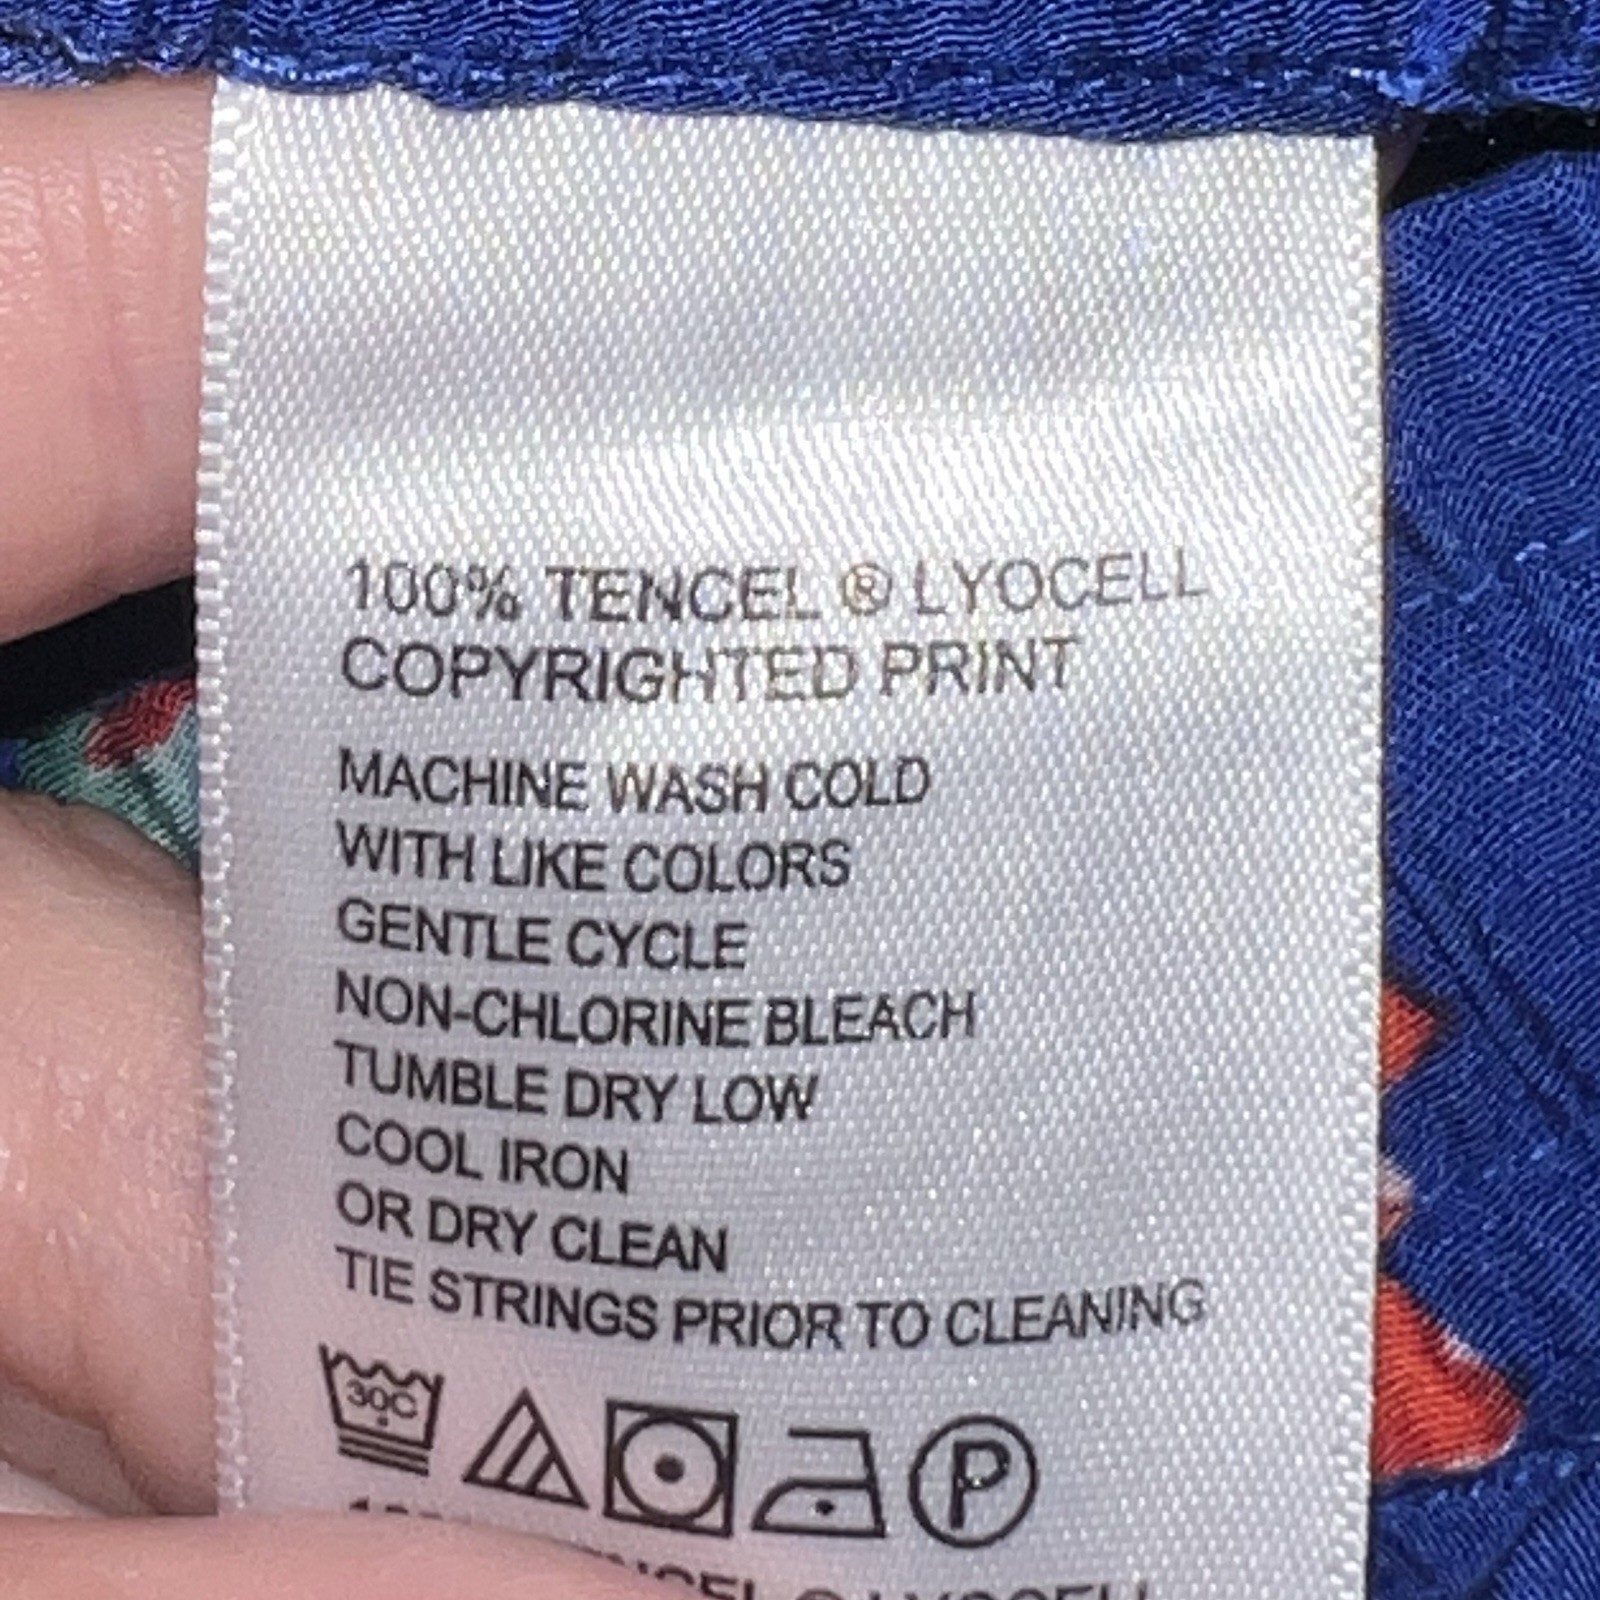 100% TENCEL ® LYOCELL
COPYRIGHTED PRINT
MACHINE WASH COLD
WITH LIKE COLORS
GENTLE CYCLE
NON-CHLORINE BLEACH
TUMBLE DRY LOW
COOL IRON
OR DRY CLEAN
TIE STRINGS PRIOR TO CLEANING
30C
P
LYOCELL